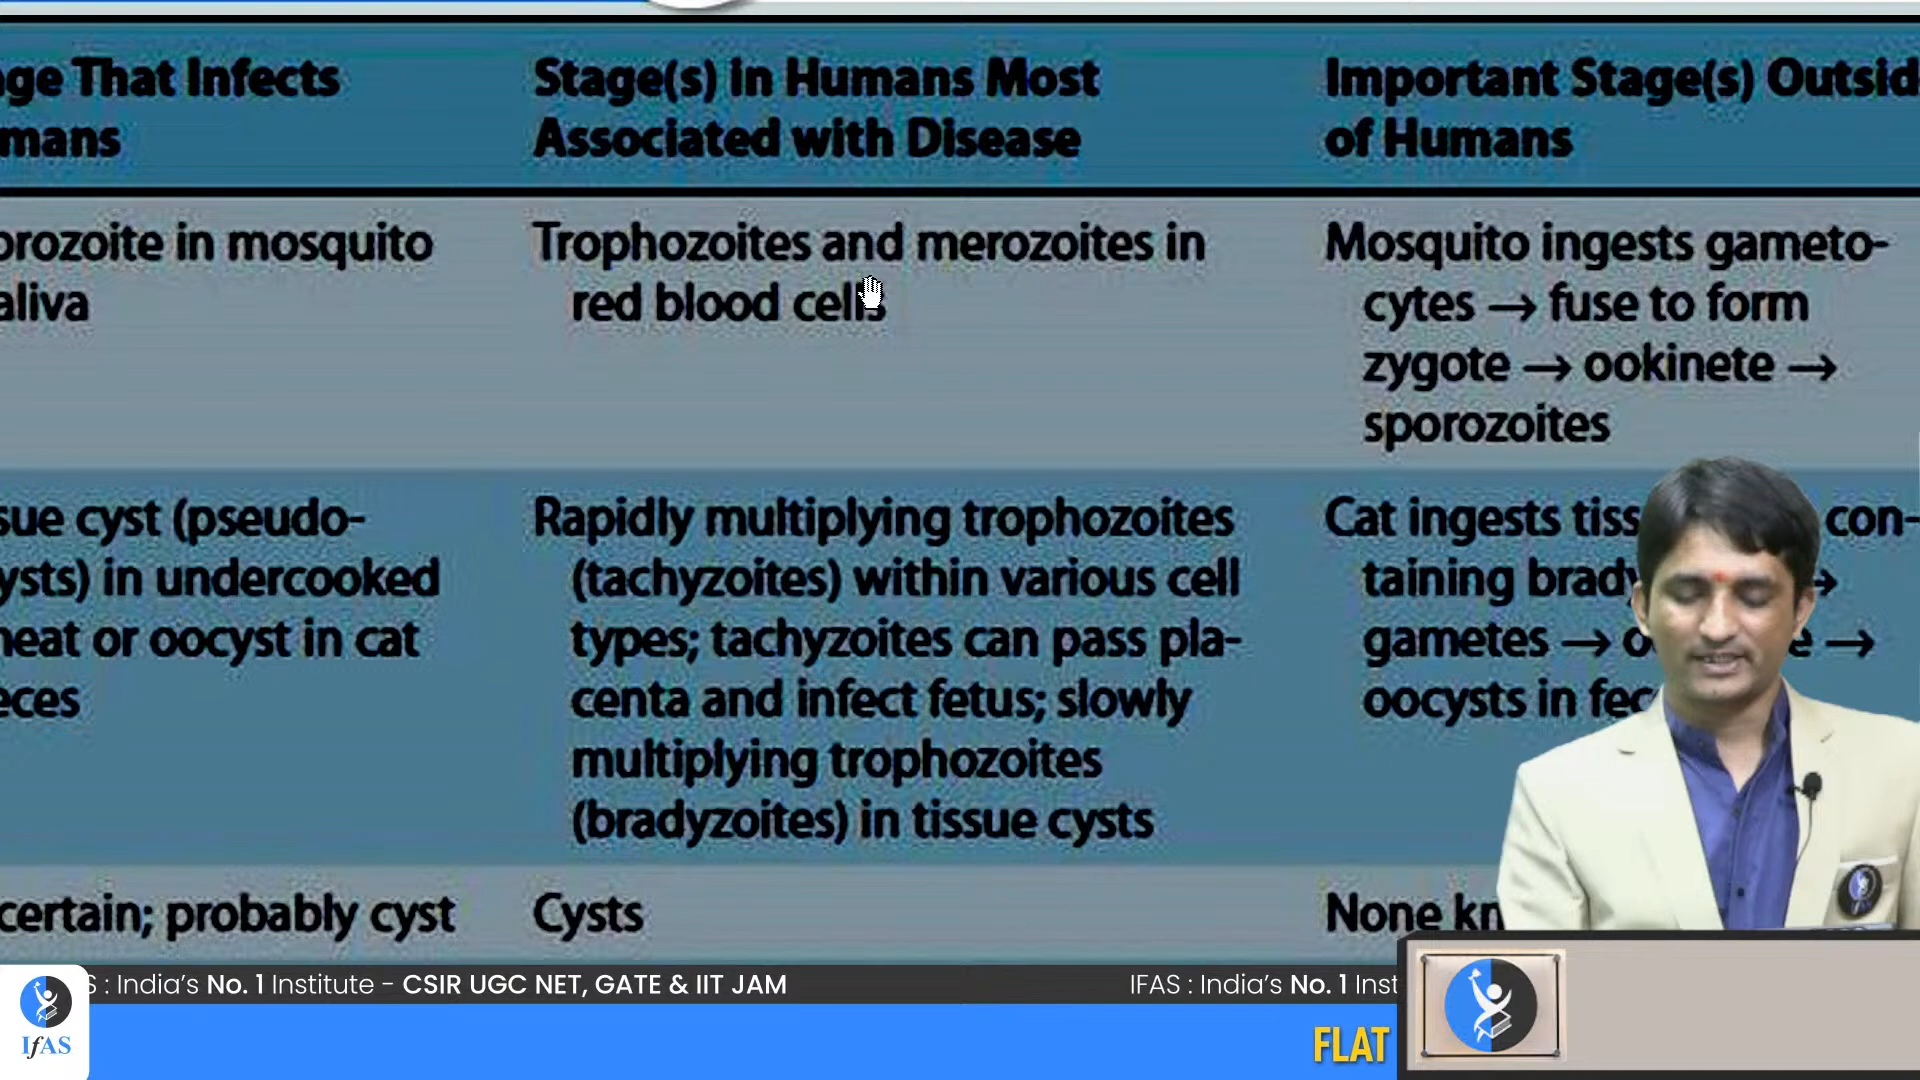 ge That Infects
mans
Stage(s) in Humans Most
Associated with Disease
Important Stage(s) Outsid
of Humans
orozoite in mosquito
aliva
Trophozoites and merozoites in
red blood cells
Mosquito ingests gameto-
cytes → fuse to form
zygote → ookinete →
sporozoites
sue cyst (pseudo-
ysts) in undercooked
neat or oocyst in cat
eces
Rapidly multiplying trophozoites
(tachyzoites) within various cell
types; tachyzoites can pass pla-
centa and infect fetus; slowly
multiplying trophozoites
(bradyzoites) in tissue cysts
Cat ingests tiss con-
taining brady →
gametes → o e →
oocysts in fec
certain; probably cyst
Cysts
None kn
S : India's No. 1 Institute - CSIR UGC NET, GATE & IIT JAM
IFAS : India's No. 1 Inst
IfAS
FLAT
IfAS